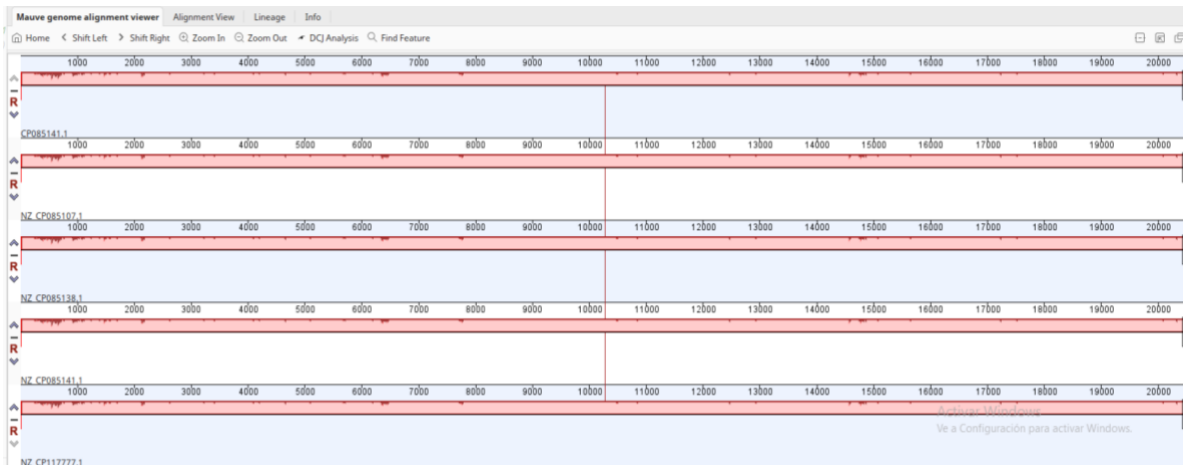 Mauve genome alignment viewer Alignment View Lineage Info
Home Shift Left Shift Right Zoom In Zoom Out DCJ Analysis Find Feature
1000 2000 3000 4000 5000 6000 7000 8000 9000 10000 11000 12000 13000 14000 15000 16000 17000 18000 19000 20000
R
CP085141.1
1000 2000 3000 4000 5000 6000 7000 8000 9000 10000 11000 12000 13000 14000 15000 16000 17000 18000 19000 20000
R
NZ_CP085107.1
1000 2000 3000 4000 5000 6000 7000 8000 9000 10000 11000 12000 13000 14000 15000 16000 17000 18000 19000 20000
R
NZ_CP085138.1
1000 2000 3000 4000 5000 6000 7000 8000 9000 10000 11000 12000 13000 14000 15000 16000 17000 18000 19000 20000
R
NZ_CP085141.1
1000 2000 3000 4000 5000 6000 7000 8000 9000 10000 11000 12000 13000 14000 15000 16000 17000 18000 19000 20000
Activar Windows
R
Ve a Configuración para activar Windows.
NZ_CP117777.1